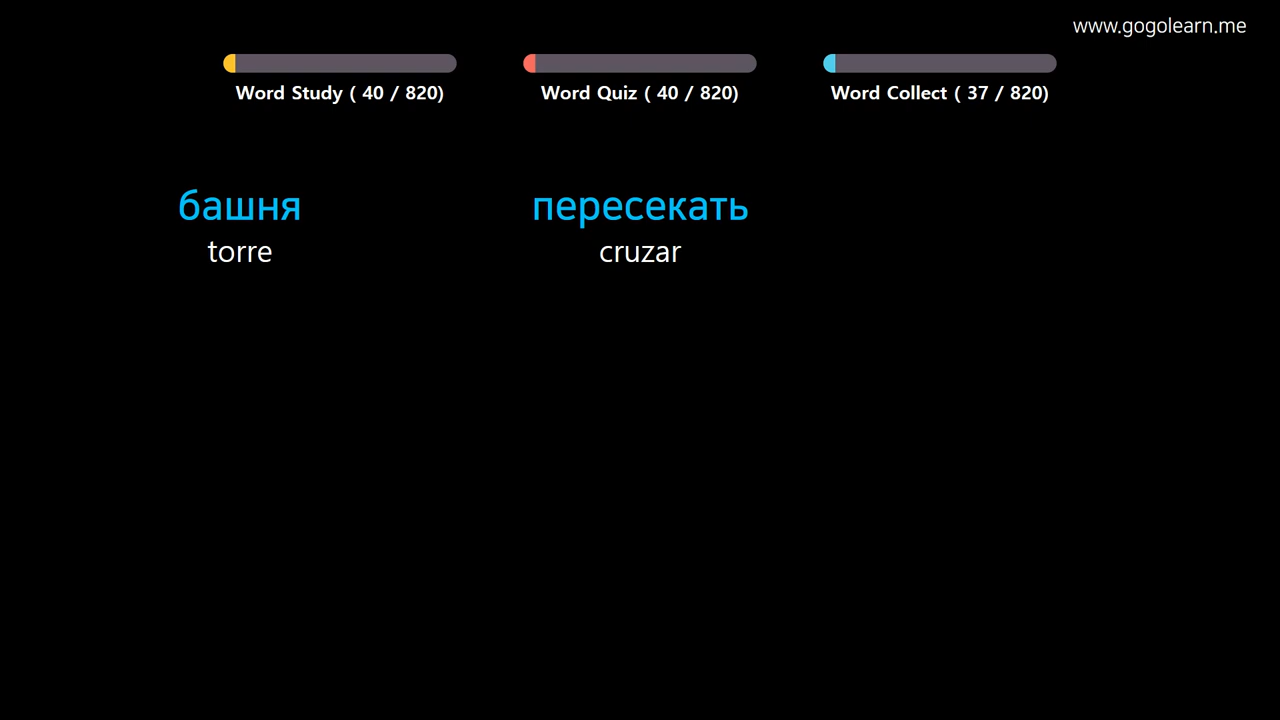 www.gogolearn.me
Word Study ( 40 / 820)
Word Quiz ( 40 / 820)
Word Collect ( 37 / 820)
башня
torre
пересекать
cruzar